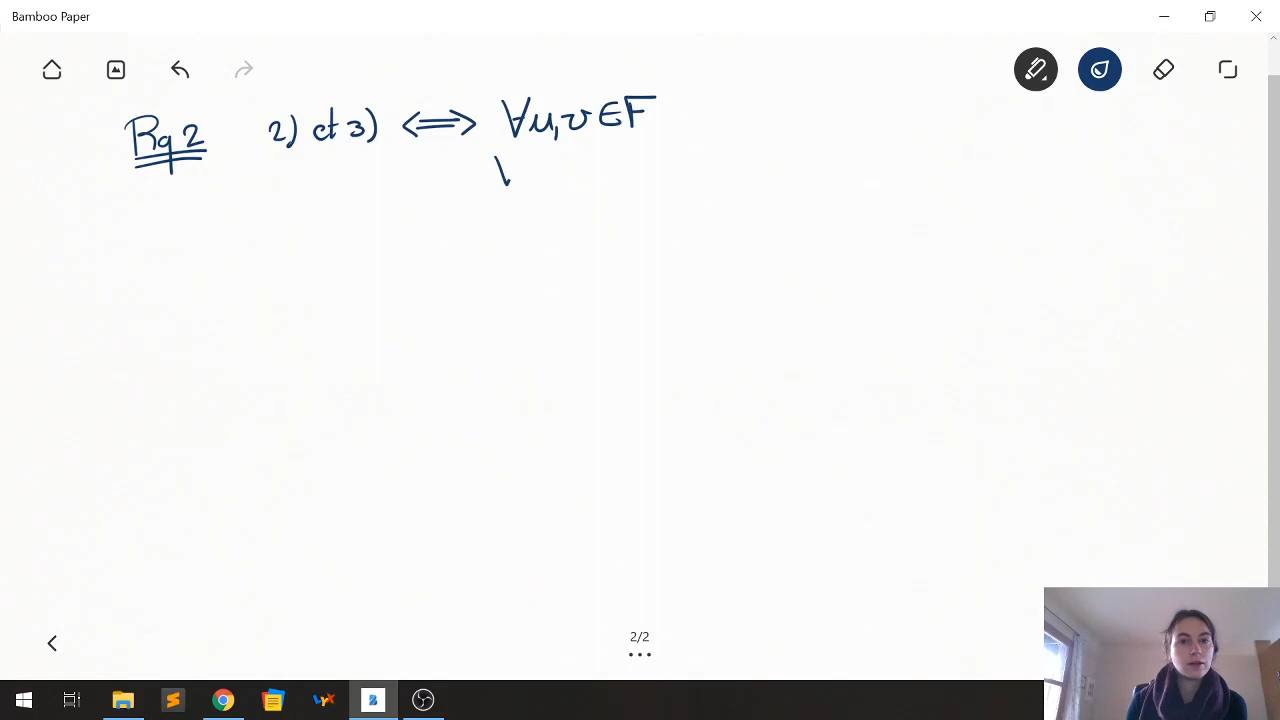 Bamboo Paper
Rq 2 2) et 3) ⟺ ∀u,v ∈ F
2/2